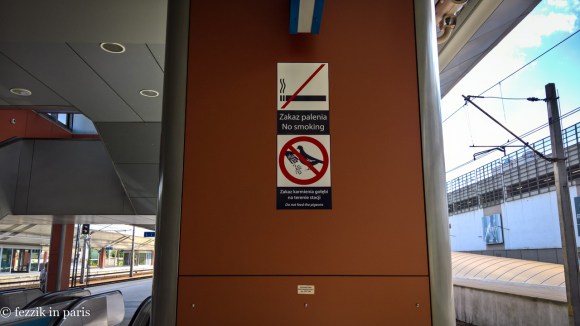 Zakaz palenia
No smoking
Zakaz karmienia gołębi
na terenie stacji
Do not feed the pigeons
© fezzik in paris